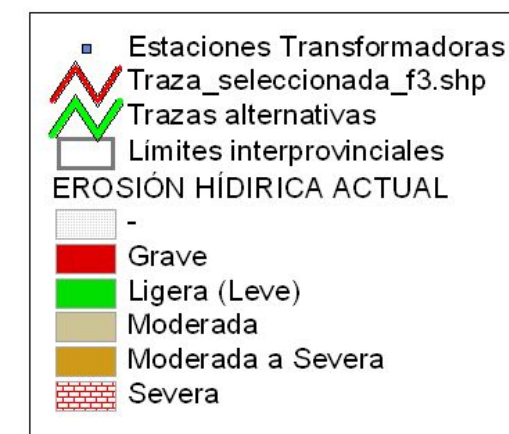 Estaciones Transformadoras
Traza_seleccionada_f3.shp
Trazas alternativas
Límites interprovinciales
EROSIÓN HÍDIRICA ACTUAL
-
Grave
Ligera (Leve)
Moderada
Moderada a Severa
Severa